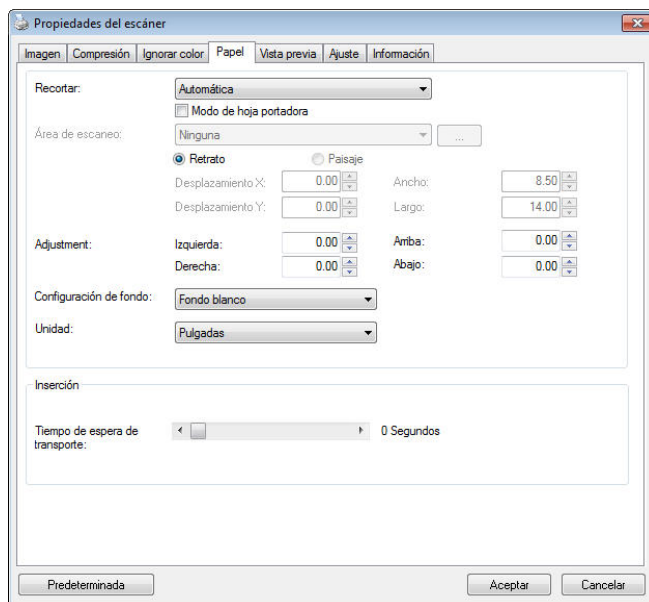 Propiedades del escáner
Imagen Compresión Ignorar color Papel Vista previa Ajuste Información
Recortar: Automática
Modo de hoja portadora
Área de escaneo: Ninguna ...
Retrato Paisaje
Desplazamiento X: 0.00 Ancho: 8.50
Desplazamiento Y: 0.00 Largo: 14.00
Adjustment: Izquierda: 0.00 Arriba: 0.00
Derecha: 0.00 Abajo: 0.00
Configuración de fondo: Fondo blanco
Unidad: Pulgadas
Inserción
Tiempo de espera de transporte: 0 Segundos
Predeterminada Aceptar Cancelar